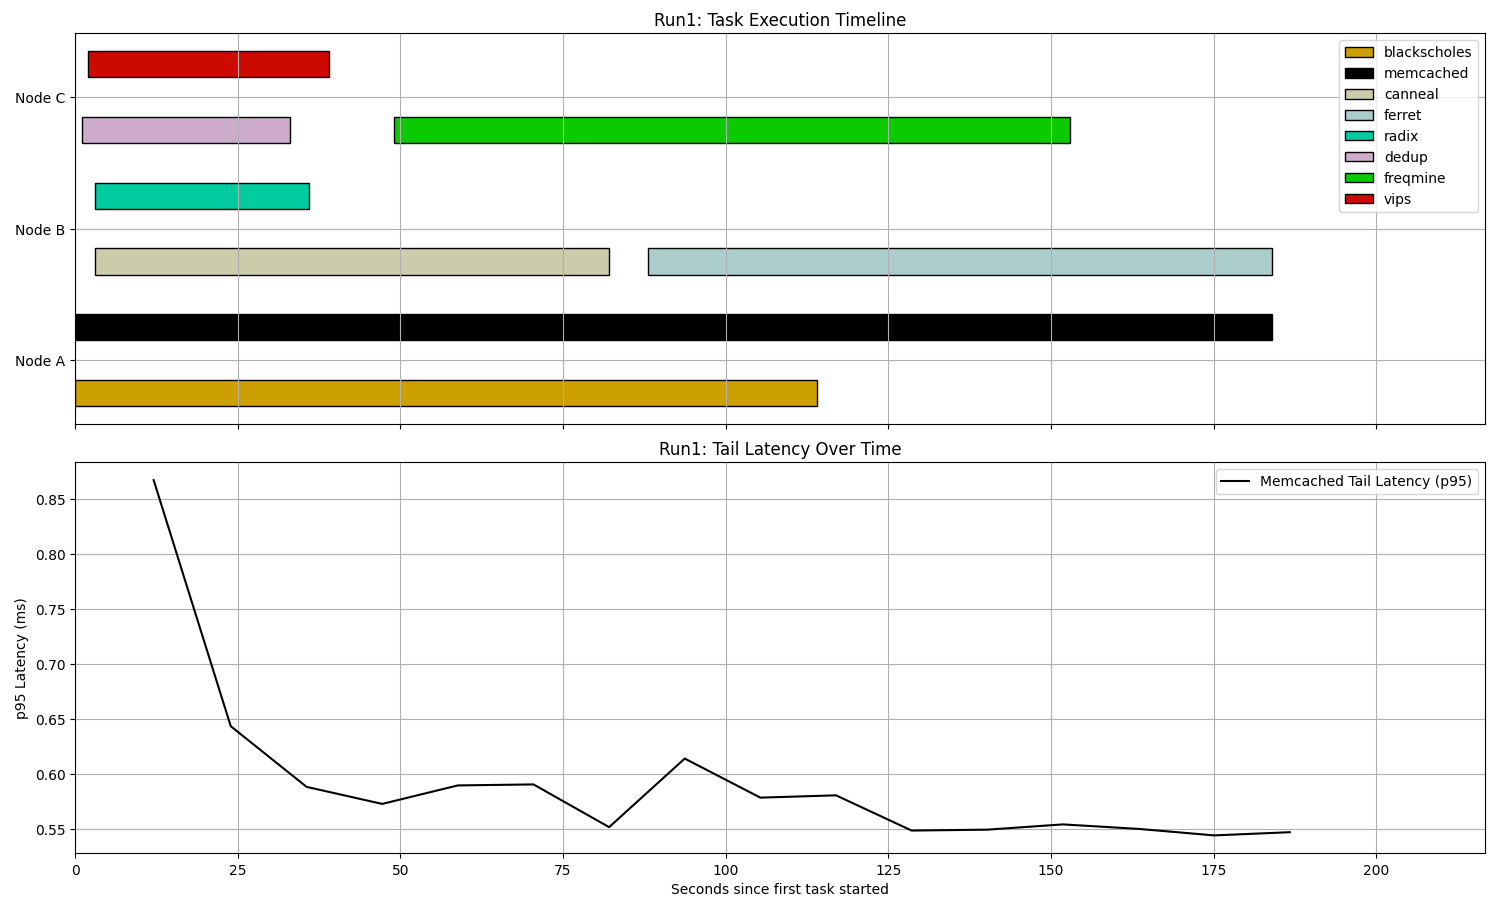 Run1: Task Execution Timeline
Node C
Node B
Node A
blackscholes
memcached
canneal
ferret
radix
dedup
freqmine
vips
Run1: Tail Latency Over Time
Memcached Tail Latency (p95)
p95 Latency (ms)
0.85
0.80
0.75
0.70
0.65
0.60
0.55
0 25 50 75 100 125 150 175 200
Seconds since first task started